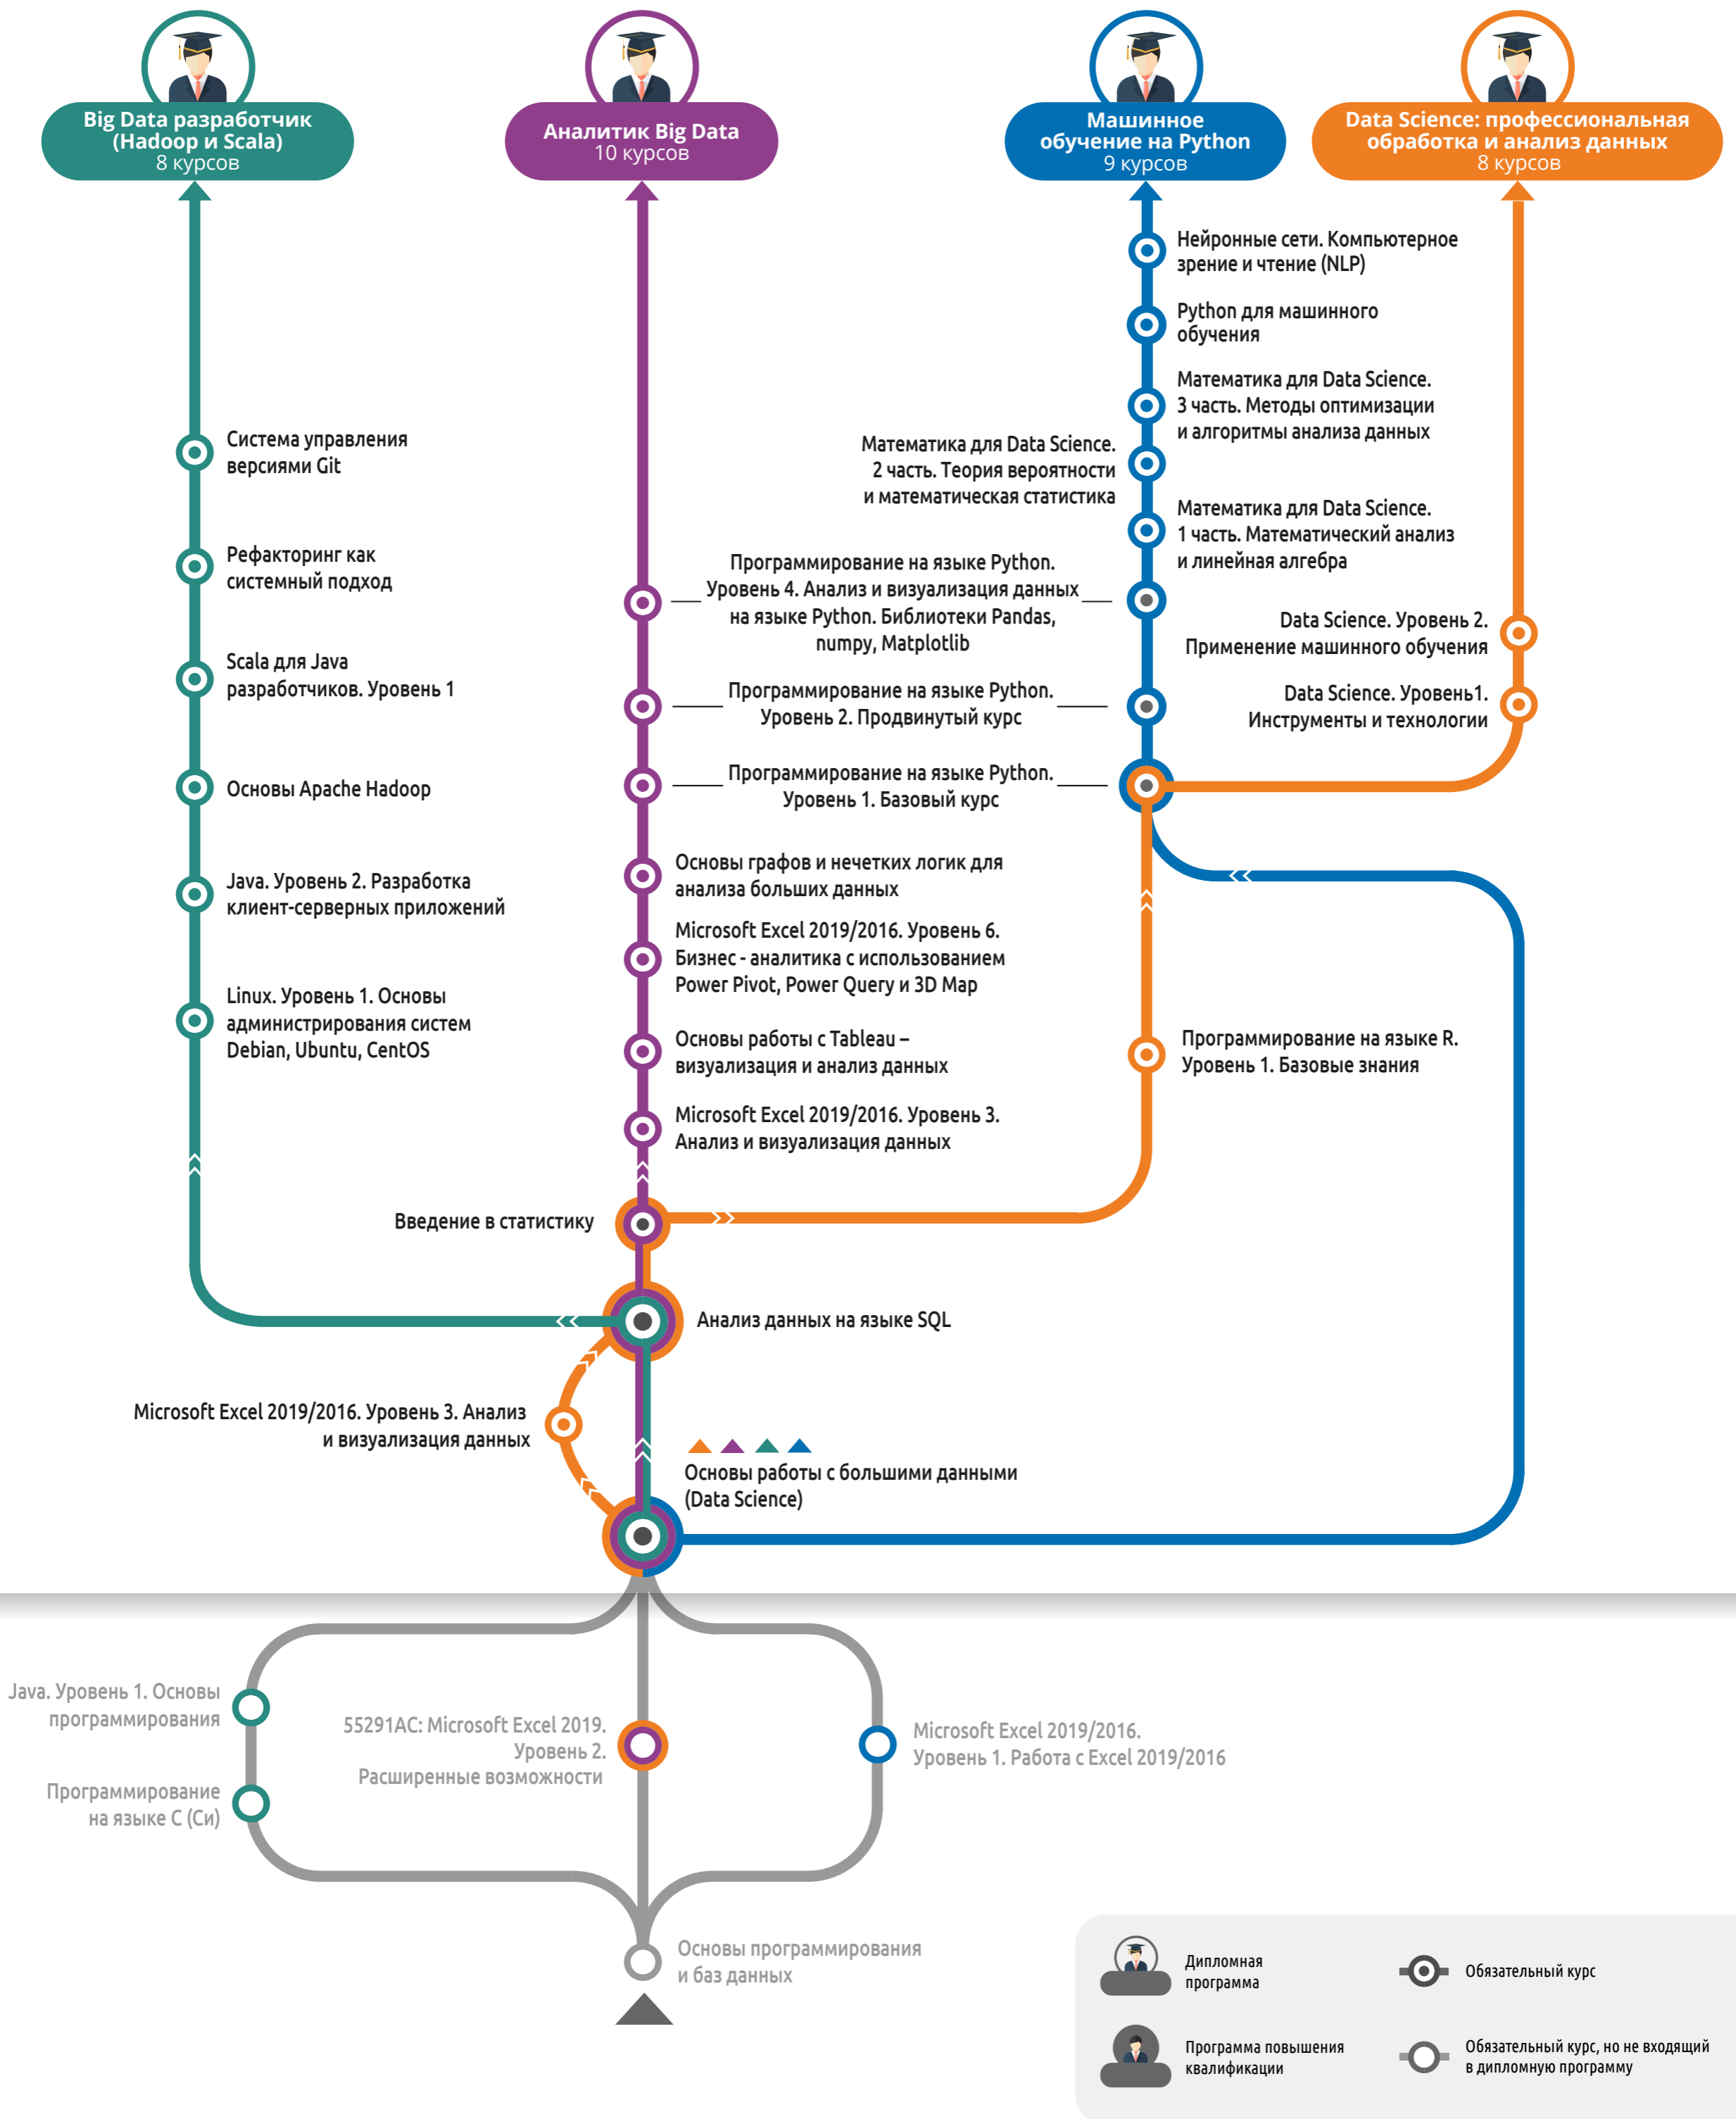 Big Data разработчик
(Hadoop и Scala)
8 курсов
Аналитик Big Data
10 курсов
Машинное
обучение на Python
9 курсов
Data Science: профессиональная
обработка и анализ данных
8 курсов
Нейронные сети. Компьютерное
зрение и чтение (NLP)
Python для машинного
обучения
Математика для Data Science.
3 часть. Методы оптимизации
и алгоритмы анализа данных
Математика для Data Science.
2 часть. Теория вероятности
и математическая статистика
Математика для Data Science.
1 часть. Математический анализ
и линейная алгебра
Система управления
версиями Git
Рефакторинг как
системный подход
Scala для Java
разработчиков. Уровень 1
Основы Apache Hadoop
Java. Уровень 2. Разработка
клиент-серверных приложений
Linux. Уровень 1. Основы
администрирования систем
Debian, Ubuntu, CentOS
Программирование на языке Python.
Уровень 4. Анализ и визуализация данных
на языке Python. Библиотеки Pandas,
numpy, Matplotlib
Программирование на языке Python.
Уровень 2. Продвинутый курс
Программирование на языке Python.
Уровень 1. Базовый курс
Data Science. Уровень 2.
Применение машинного обучения
Data Science. Уровень1.
Инструменты и технологии
Основы графов и нечетких логик для
анализа больших данных
Microsoft Excel 2019/2016. Уровень 6.
Бизнес - аналитика с использованием
Power Pivot, Power Query и 3D Map
Основы работы с Tableau –
визуализация и анализ данных
Microsoft Excel 2019/2016. Уровень 3.
Анализ и визуализация данных
Программирование на языке R.
Уровень 1. Базовые знания
Введение в статистику
Анализ данных на языке SQL
Microsoft Excel 2019/2016. Уровень 3. Анализ
и визуализация данных
Основы работы с большими данными
(Data Science)
Java. Уровень 1. Основы
программирования
Программирование
на языке C (Си)
55291AC: Microsoft Excel 2019.
Уровень 2.
Расширенные возможности
Microsoft Excel 2019/2016.
Уровень 1. Работа с Excel 2019/2016
Основы программирования
и баз данных
Дипломная
программа
Обязательный курс
Программа повышения
квалификации
Обязательный курс, но не входящий
в дипломную программу